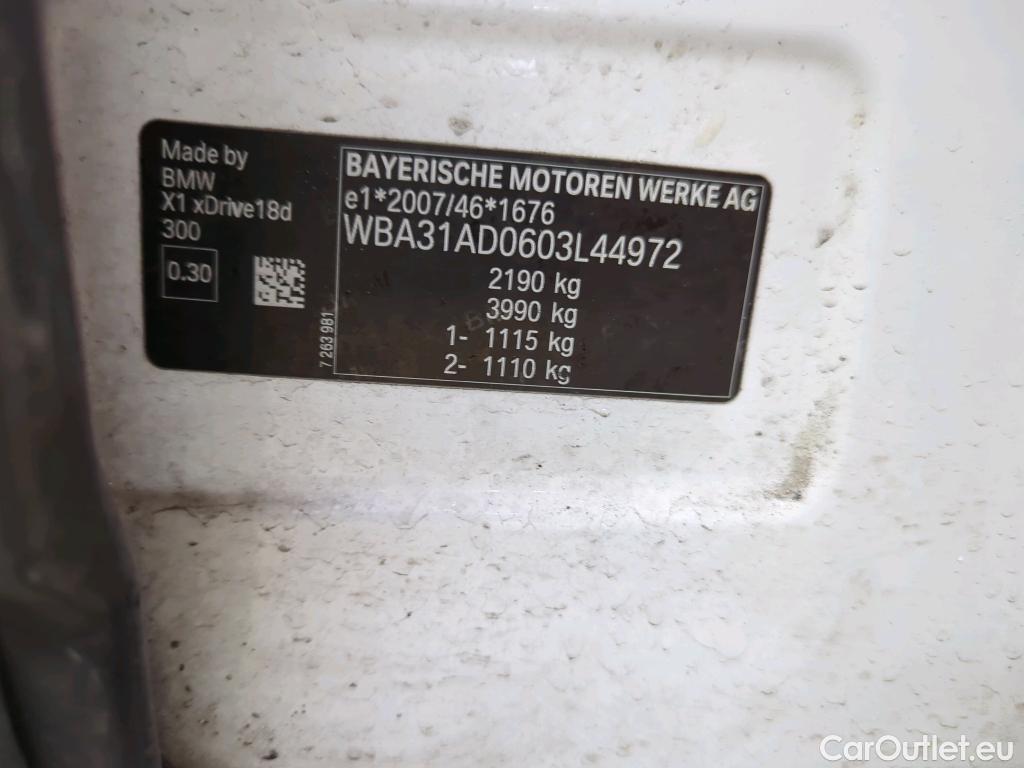 Made by
BMW
X1 xDrive18d
300
0.30
7 263 981
BAYERISCHE MOTOREN WERKE AG
e1*2007/46*1676
WBA31AD0603L44972
2190 kg
3990 kg
1- 1115 kg
2- 1110 kg
CarOutlet.eu